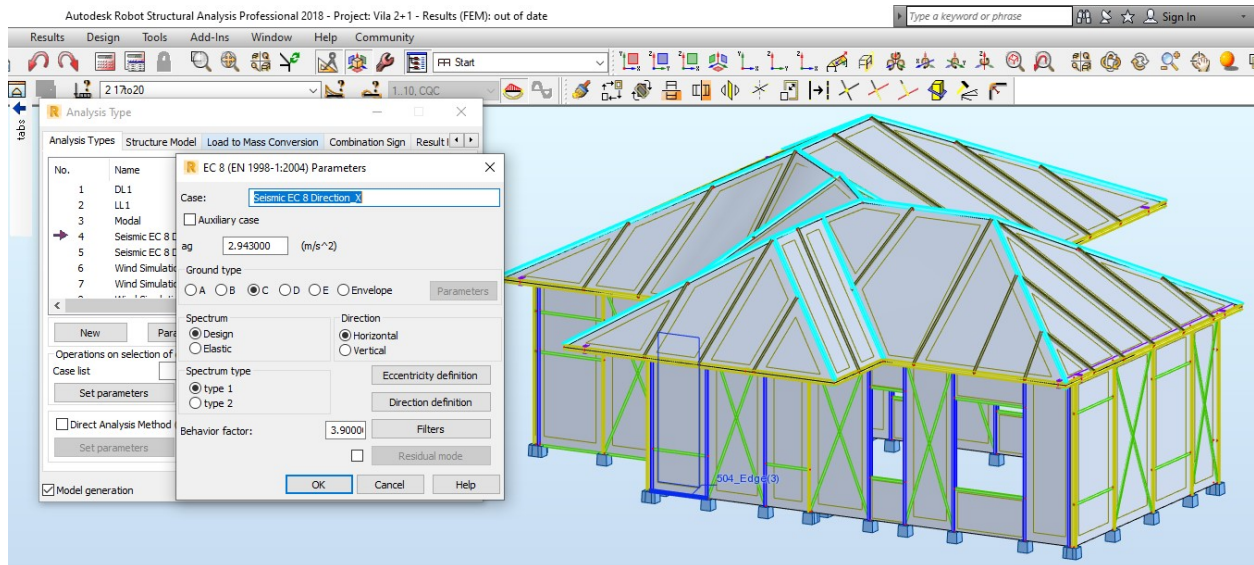 Autodesk Robot Structural Analysis Professional 2018 - Project: Vila 2+1 - Results (FEM): out of date
Type a keyword or phrase
Sign In
Results Design Tools Add-Ins Window Help Community
Start
2 17to20
1..10, CQC
tabs
Analysis Type
Analysis Types Structure Model Load to Mass Conversion Combination Sign Result
No. Name
1 DL1
2 LL1
3 Modal
4 Seismic EC 8 D
5 Seismic EC 8 D
6 Wind Simulatio
7 Wind Simulatio
New Para
Operations on selection of
Case list
Set parameters
Direct Analysis Method
Set parameters
Model generation
EC 8 (EN 1998-1:2004) Parameters
Case: Seismic EC 8 Direction_X
Auxiliary case
ag 2.943000 (m/s^2)
Ground type
A B C D E Envelope Parameters
Spectrum
Design
Elastic
Direction
Horizontal
Vertical
Spectrum type
type 1
type 2
Eccentricity definition
Direction definition
Behavior factor: 3.9000 Filters
Residual mode
OK Cancel Help
504_Edge(3)